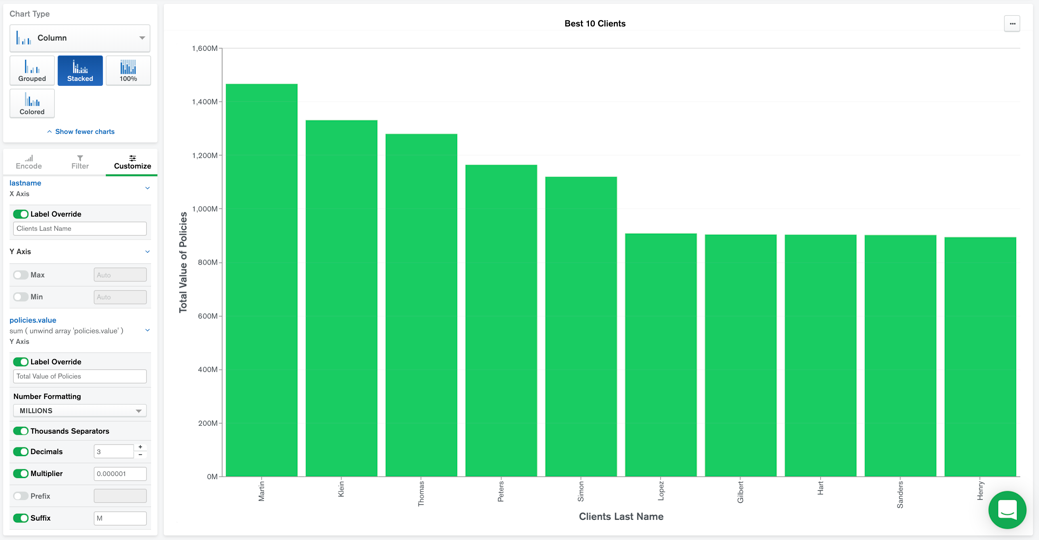 Chart Type
Column
Grouped
Stacked
100%
Colored
Show fewer charts
Encode
Filter
Customize
lastname
X Axis
Label Override
Clients Last Name
Y Axis
Max
Auto
Min
Auto
policies.value
sum ( unwind array 'policies.value' )
Y Axis
Label Override
Total Value of Policies
Number Formatting
MILLIONS
Thousands Separators
Decimals
3
+
-
Multiplier
0.000001
Prefix
Suffix
M
Best 10 Clients
...
Total Value of Policies
1,600M
1,400M
1,200M
1,000M
800M
600M
400M
200M
0M
Martin
Klein
Thomas
Peters
Simon
Lopez
Gilbert
Hart
Sanders
Henry
Clients Last Name